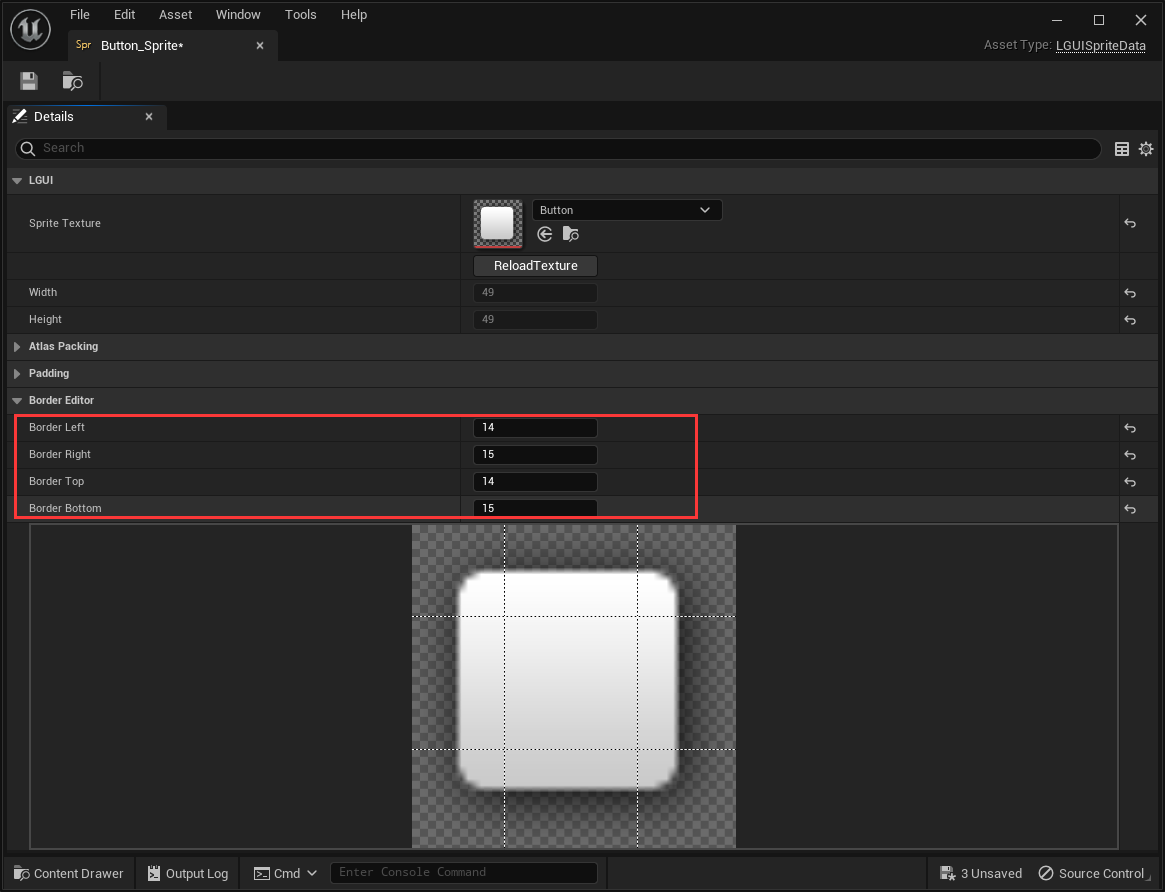 File Edit Asset Window Tools Help
Spr Button_Sprite*
Asset Type: LGUISpriteData
Details
Search
LGUI
Sprite Texture
Button
ReloadTexture
Width 49
Height 49
Atlas Packing
Padding
Border Editor
Border Left 14
Border Right 15
Border Top 14
Border Bottom 15
Content Drawer Output Log Cmd Enter Console Command 3 Unsaved Source Control